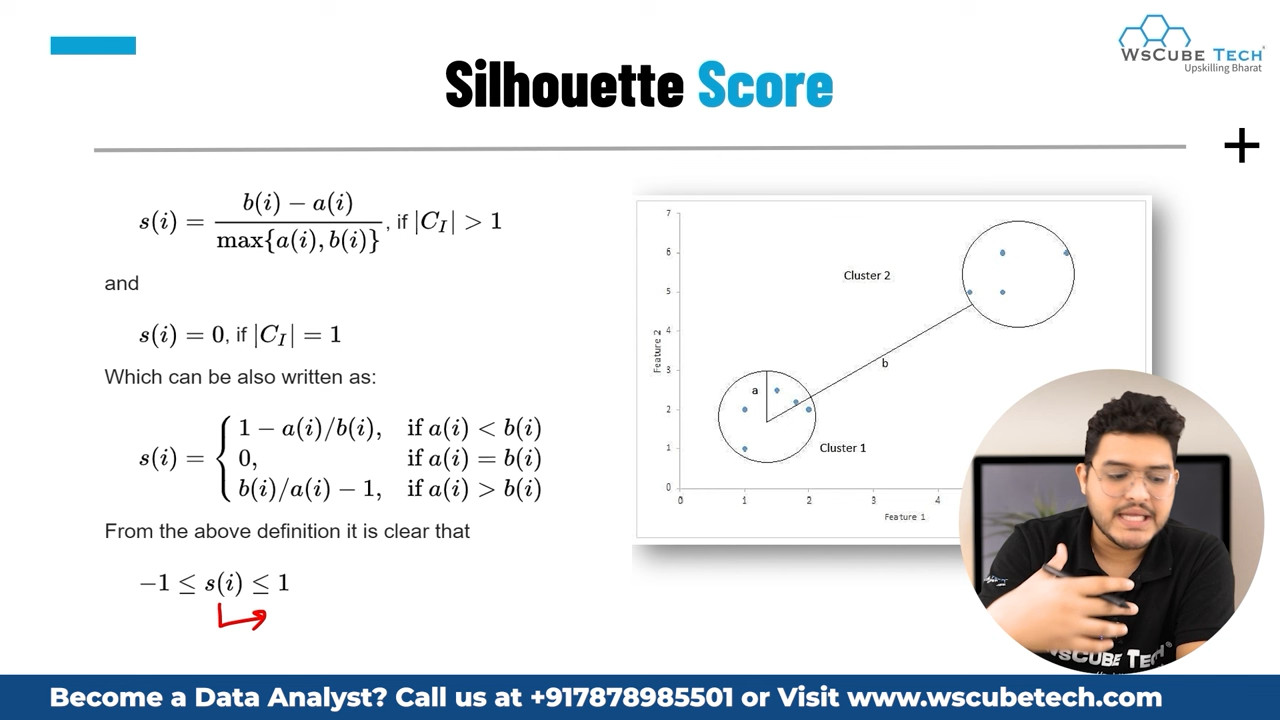 WsCube Tech
Upskilling Bharat
Silhouette Score
s(i) = b(i) − a(i) / max{a(i), b(i)}, if |C_I| > 1
and
s(i) = 0, if |C_I| = 1
Which can be also written as:
s(i) = { 1 − a(i)/b(i), if a(i) < b(i)
0, if a(i) = b(i)
b(i)/a(i) − 1, if a(i) > b(i)
From the above definition it is clear that
−1 ≤ s(i) ≤ 1
7
6
5
4
3
2
1
0
Feature 2
Cluster 2
b
a
Cluster 1
0 1 2 3 4
Feature 1
WSCUBE TE
Become a Data Analyst? Call us at +917878985501 or Visit www.wscubetech.com